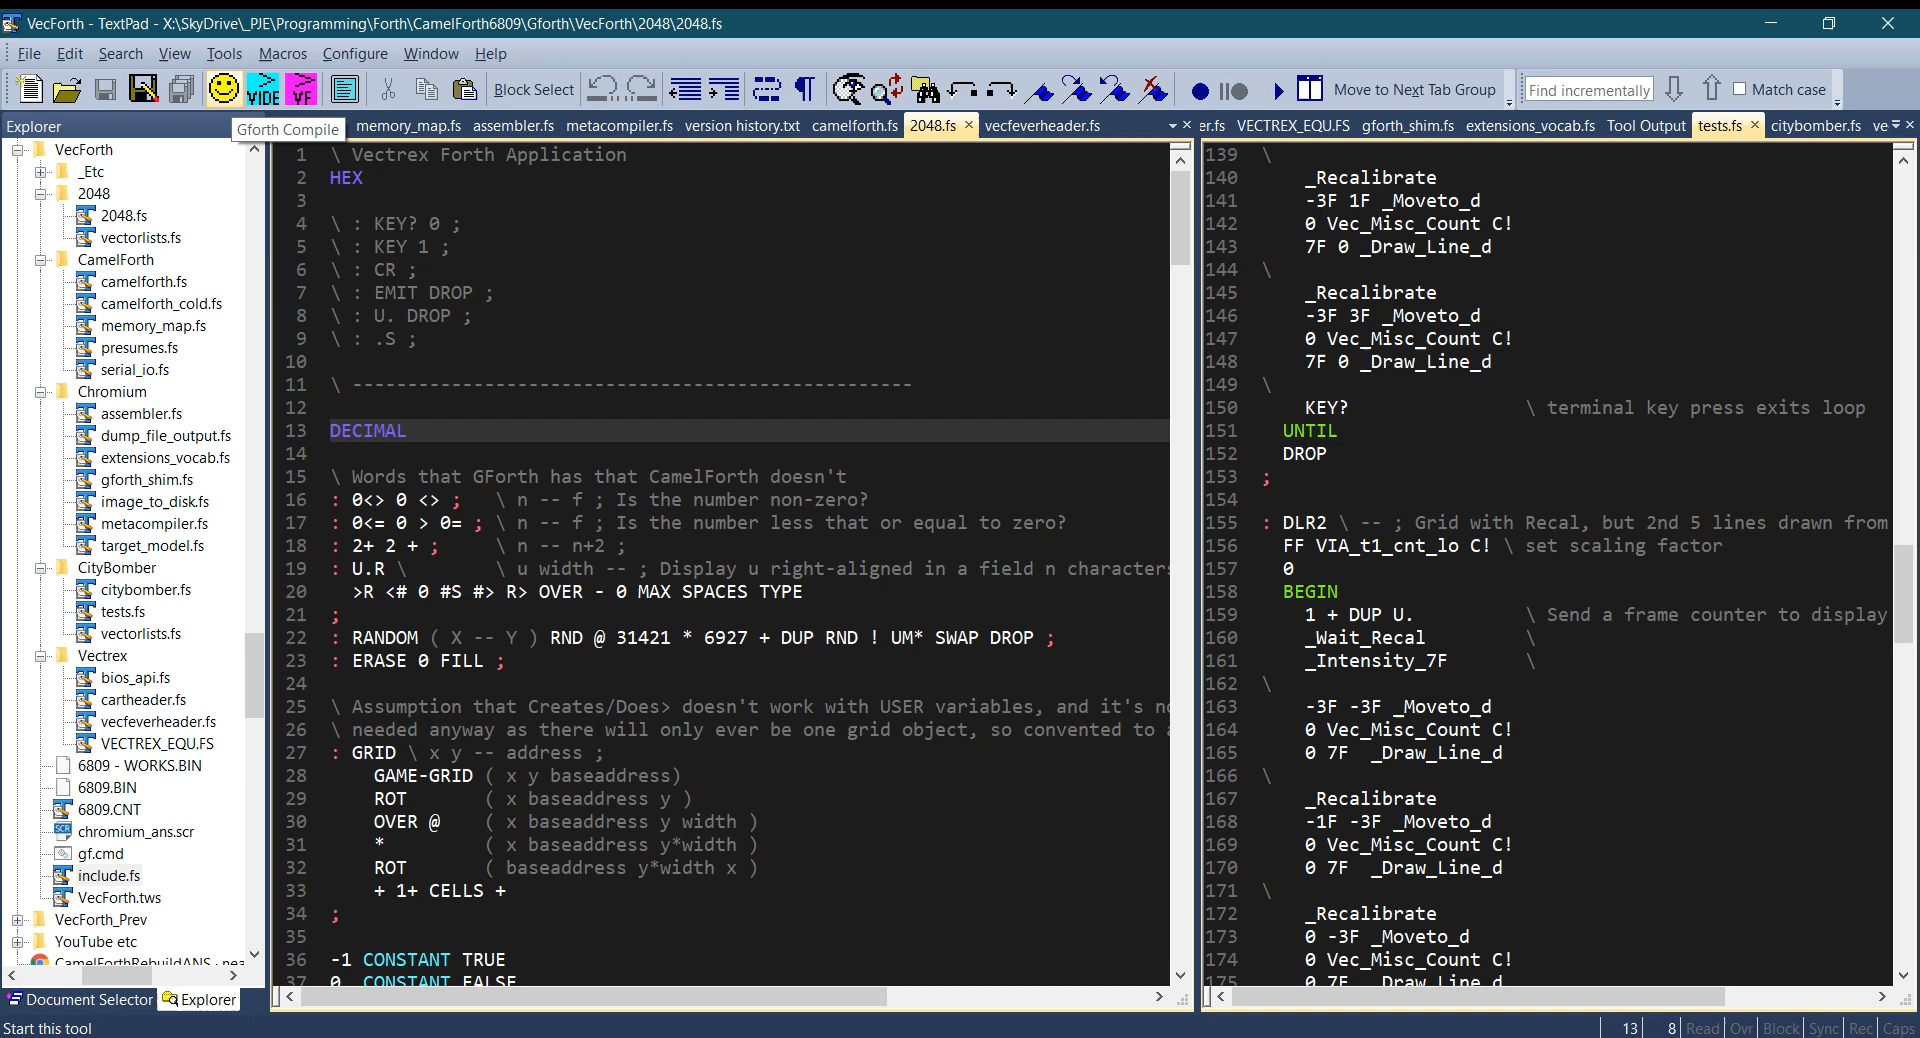 VecForth - TextPad - X:\SkyDrive\_PJE\Programming\Forth\CamelForth6809\Gforth\VecForth\2048\2048.fs
File Edit Search View Tools Macros Configure Window Help
VIDE VF Block Select Move to Next Tab Group Find incrementally Match case
Explorer
Gforth Compile
memory_map.fs assembler.fs metacompiler.fs version history.txt camelforth.fs 2048.fs vecfeverheader.fs
er.fs VECTREX_EQU.FS gforth_shim.fs extensions_vocab.fs Tool Output tests.fs citybomber.fs ve
VecForth
_Etc
2048
2048.fs
vectorlists.fs
CamelForth
camelforth.fs
camelforth_cold.fs
memory_map.fs
presumes.fs
serial_io.fs
Chromium
assembler.fs
dump_file_output.fs
extensions_vocab.fs
gforth_shim.fs
image_to_disk.fs
metacompiler.fs
target_model.fs
CityBomber
citybomber.fs
tests.fs
vectorlists.fs
Vectrex
bios_api.fs
cartheader.fs
vecfeverheader.fs
VECTREX_EQU.FS
6809 - WORKS.BIN
6809.BIN
6809.CNT
chromium_ans.scr
gf.cmd
include.fs
VecForth.tws
VecForth_Prev
YouTube etc
CamelForthRebuildANS - nea
Document Selector Explorer
1 \ Vectrex Forth Application
2 HEX
3
4 \ : KEY? 0 ;
5 \ : KEY 1 ;
6 \ : CR ;
7 \ : EMIT DROP ;
8 \ : U. DROP ;
9 \ : .S ;
10
11 \ ---------------------------------------------------
12
13 DECIMAL
14
15 \ Words that GForth has that CamelForth doesn't
16 : 0<> 0 <> ; \ n -- f ; Is the number non-zero?
17 : 0<= 0 > 0= ; \ n -- f ; Is the number less that or equal to zero?
18 : 2+ 2 + ; \ n -- n+2 ;
19 : U.R \ \ u width -- ; Display u right-aligned in a field n characters
20 >R <# 0 #S #> R> OVER - 0 MAX SPACES TYPE
21 ;
22 : RANDOM ( X -- Y ) RND @ 31421 * 6927 + DUP RND ! UM* SWAP DROP ;
23 : ERASE 0 FILL ;
24
25 \ Assumption that Creates/Does> doesn't work with USER variables, and it's no
26 \ needed anyway as there will only ever be one grid object, so convented to a
27 : GRID \ x y -- address ;
28 GAME-GRID ( x y baseaddress)
29 ROT ( x baseaddress y )
30 OVER @ ( x baseaddress y width )
31 * ( x baseaddress y*width )
32 ROT ( baseaddress y*width x )
33 + 1+ CELLS +
34 ;
35
36 -1 CONSTANT TRUE
37 0 CONSTANT FALSE
139 \
140 _Recalibrate
141 -3F 1F _Moveto_d
142 0 Vec_Misc_Count C!
143 7F 0 _Draw_Line_d
144 \
145 _Recalibrate
146 -3F 3F _Moveto_d
147 0 Vec_Misc_Count C!
148 7F 0 _Draw_Line_d
149 \
150 KEY? \ terminal key press exits loop
151 UNTIL
152 DROP
153 ;
154
155 : DLR2 \ -- ; Grid with Recal, but 2nd 5 lines drawn from
156 FF VIA_t1_cnt_lo C! \ set scaling factor
157 0
158 BEGIN
159 1 + DUP U. \ Send a frame counter to display
160 _Wait_Recal \
161 _Intensity_7F \
162 \
163 -3F -3F _Moveto_d
164 0 Vec_Misc_Count C!
165 0 7F _Draw_Line_d
166 \
167 _Recalibrate
168 -1F -3F _Moveto_d
169 0 Vec_Misc_Count C!
170 0 7F _Draw_Line_d
171 \
172 _Recalibrate
173 0 -3F _Moveto_d
174 0 Vec_Misc_Count C!
175 0 7F _Draw_Line_d
Start this tool 13 8 Read Ovr Block Sync Rec Caps